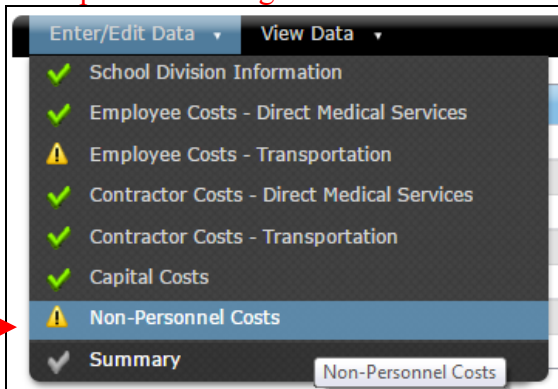 Enter/Edit Data View Data
School Division Information
Employee Costs - Direct Medical Services
Employee Costs - Transportation
Contractor Costs - Direct Medical Services
Contractor Costs - Transportation
Capital Costs
Non-Personnel Costs
Summary
Non-Personnel Costs